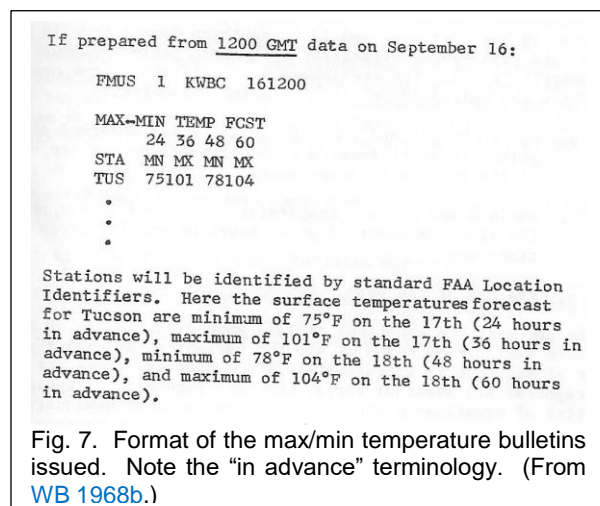 If prepared from 1200 GMT data on September 16:
FMUS 1 KWBC 161200
MAX-MIN TEMP FCST
24 36 48 60
STA MN MX MN MX
TUS 75101 78104
Stations will be identified by standard FAA Location
Identifiers. Here the surface temperatures forecast
for Tucson are minimum of 75°F on the 17th (24 hours
in advance), maximum of 101°F on the 17th (36 hours in
advance), minimum of 78°F on the 18th (48 hours in
advance), and maximum of 104°F on the 18th (60 hours
in advance).
Fig. 7. Format of the max/min temperature bulletins
issued. Note the “in advance” terminology. (From
WB 1968b.)